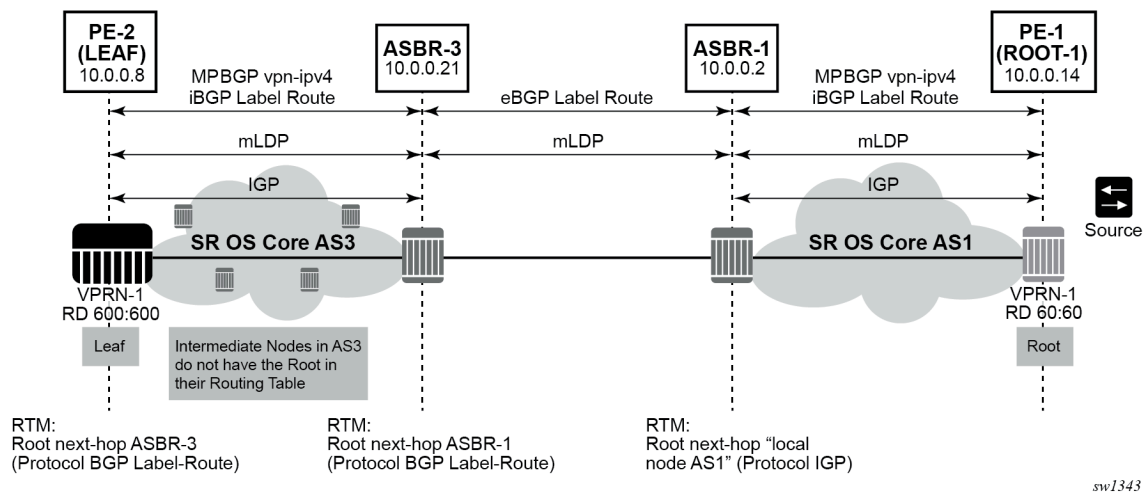 PE-2
(LEAF)
10.0.0.8
ASBR-3
10.0.0.21
ASBR-1
10.0.0.2
PE-1
(ROOT-1)
10.0.0.14
MPBGP vpn-ipv4
iBGP Label Route
eBGP Label Route
MPBGP vpn-ipv4
iBGP Label Route
mLDP
mLDP
mLDP
IGP
IGP
SR OS Core AS3
SR OS Core AS1
Source
VPRN-1
RD 600:600
VPRN-1
RD 60:60
Leaf
Intermediate Nodes in AS3
do not have the Root in
their Routing Table
Root
RTM:
Root next-hop ASBR-3
(Protocol BGP Label-Route)
RTM:
Root next-hop ASBR-1
(Protocol BGP Label-Route)
RTM:
Root next-hop “local
node AS1” (Protocol IGP)
sw1343